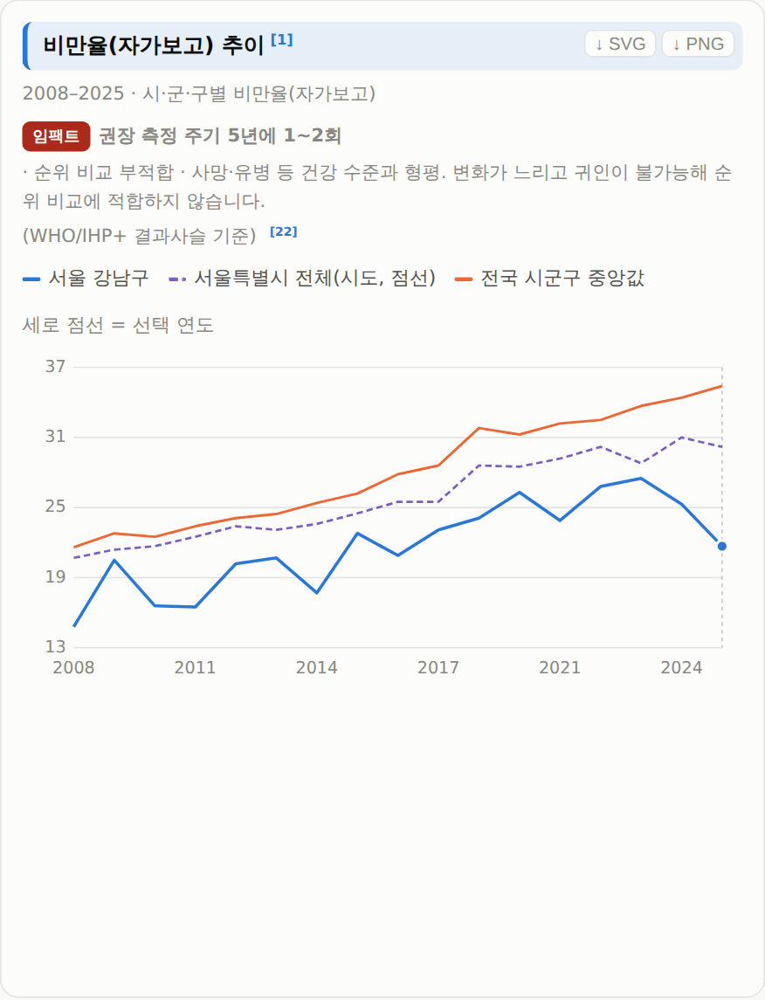 비만율(자가보고) 추이 [1]
↓ SVG ↓ PNG
2008–2025 · 시·군·구별 비만율(자가보고)
임팩트 권장 측정 주기 5년에 1~2회
· 순위 비교 부적합 · 사망·유병 등 건강 수준과 형평. 변화가 느리고 귀인이 불가능해 순
위 비교에 적합하지 않습니다.
(WHO/IHP+ 결과사슬 기준) [22]
서울 강남구 서울특별시 전체(시도, 점선) 전국 시군구 중앙값
세로 점선 = 선택 연도
37
31
25
19
13
2008 2011 2014 2017 2021 2024